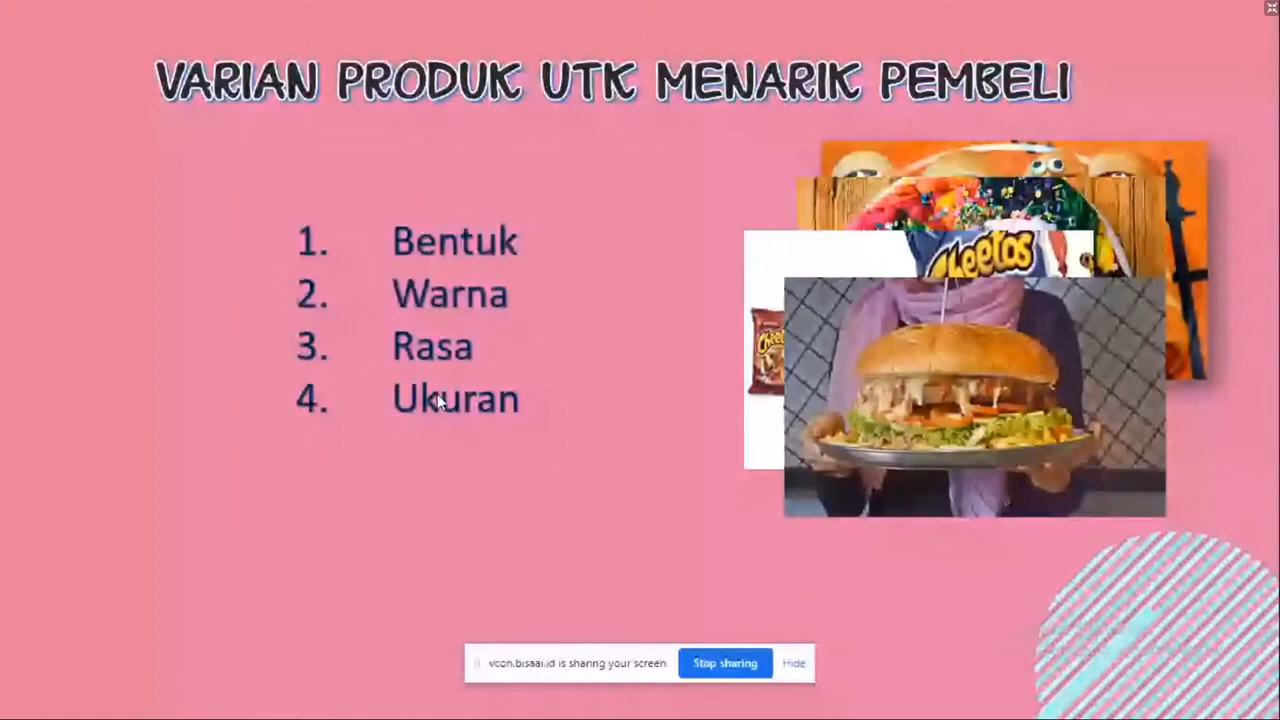 VARIAN PRODUK UTK MENARIK PEMBELI
1. Bentuk
2. Warna
3. Rasa
4. Ukuran
Cheetos
vcon.bisaai.id is sharing your screen
Stop sharing
Hide